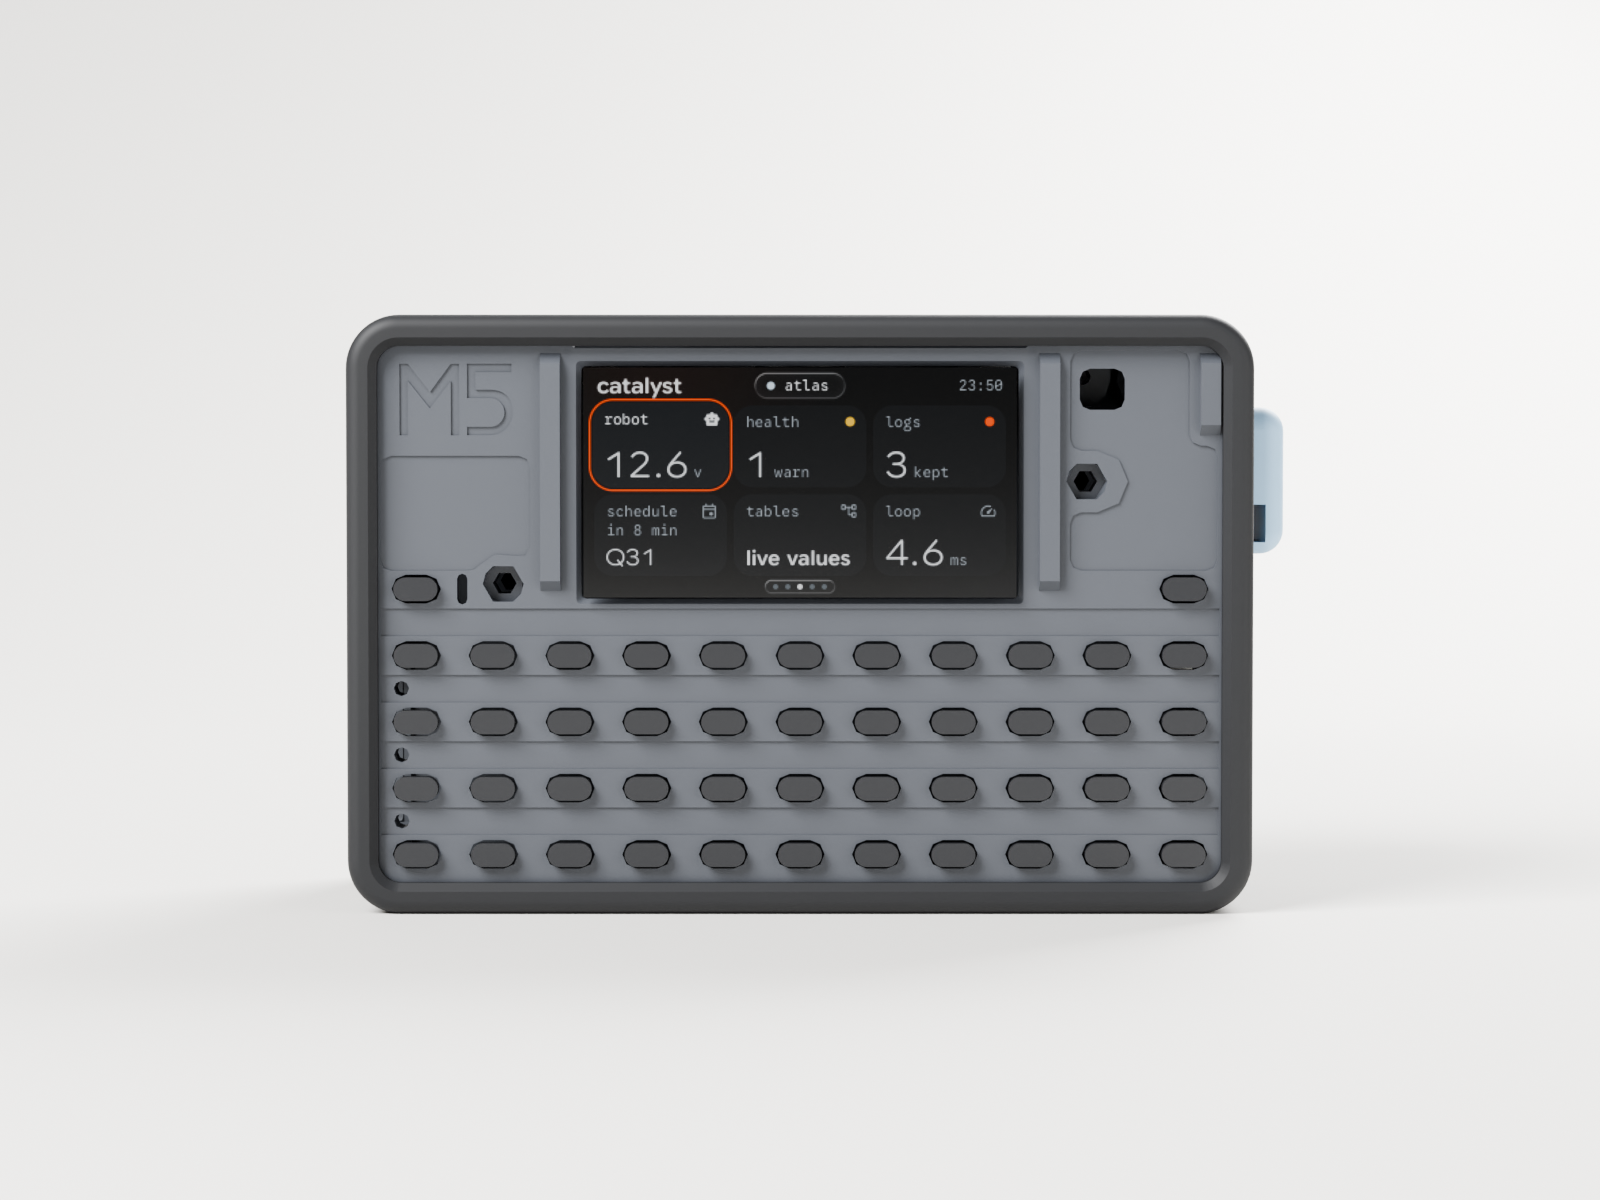 M5
catalyst
atlas
23:50
robot
12.6 v
health
1 warn
logs
3 kept
schedule
in 8 min
Q31
tables
live values
loop
4.6 ms